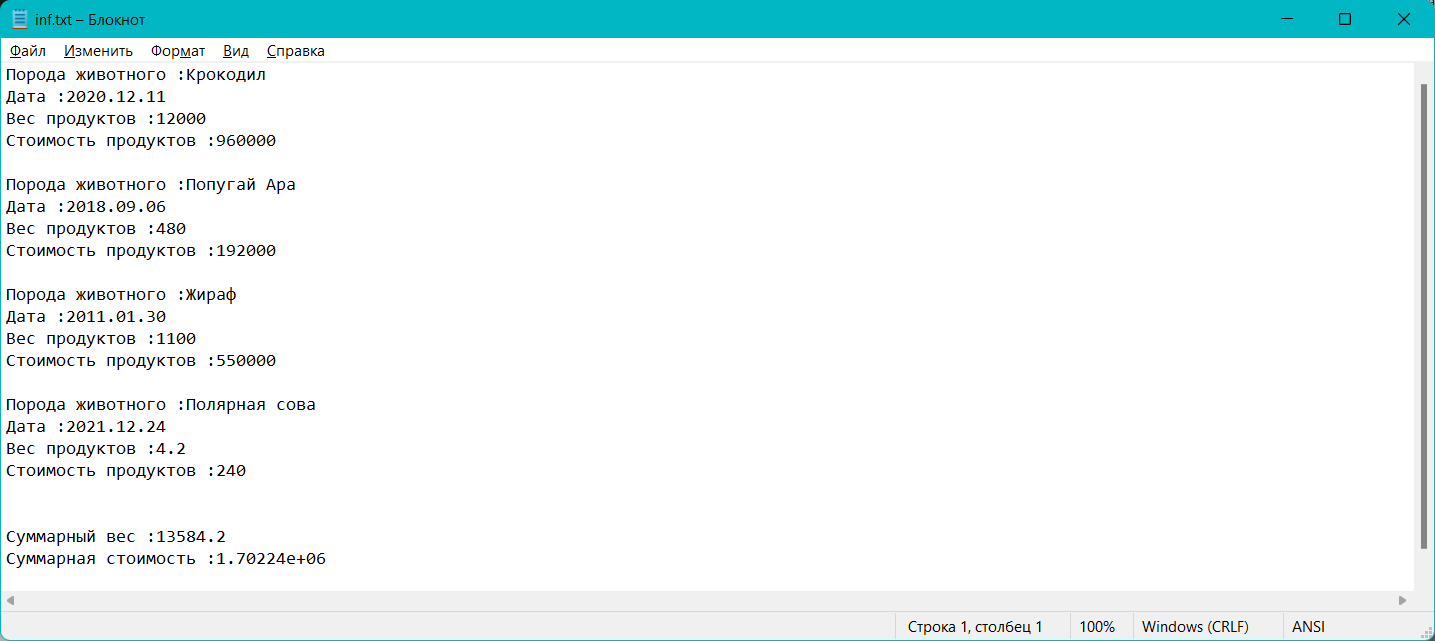 inf.txt – Блокнот
Файл Изменить Формат Вид Справка
Порода животного :Крокодил
Дата :2020.12.11
Вес продуктов :12000
Стоимость продуктов :960000
Порода животного :Попугай Ара
Дата :2018.09.06
Вес продуктов :480
Стоимость продуктов :192000
Порода животного :Жираф
Дата :2011.01.30
Вес продуктов :1100
Стоимость продуктов :550000
Порода животного :Полярная сова
Дата :2021.12.24
Вес продуктов :4.2
Стоимость продуктов :240
Суммарный вес :13584.2
Суммарная стоимость :1.70224e+06
Строка 1, столбец 1 100% Windows (CRLF) ANSI